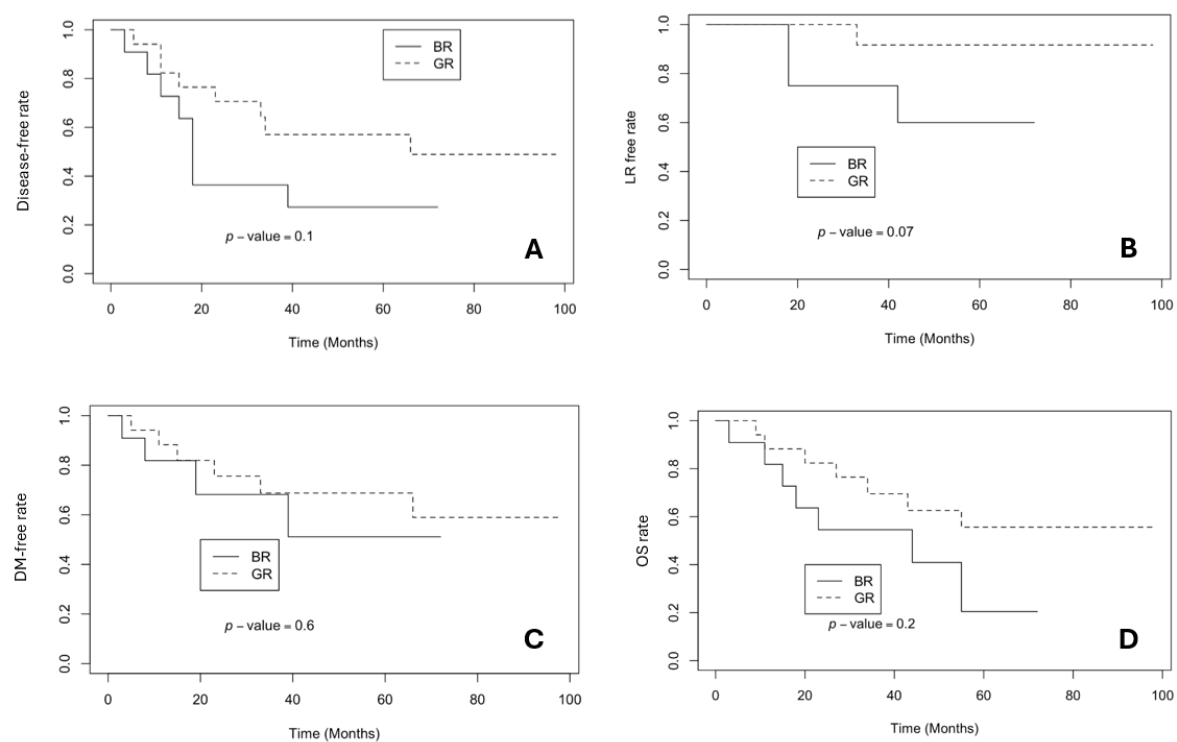 Disease-free rate
1.0
0.8
0.6
0.4
0.2
0.0
BR
GR
p – value = 0.1
A
0 20 40 60 80 100
Time (Months)
LR free rate
1.0
0.8
0.6
0.4
0.2
0.0
BR
GR
p – value = 0.07
B
0 20 40 60 80 100
Time (Months)
DM-free rate
1.0
0.8
0.6
0.4
0.2
0.0
BR
GR
p – value = 0.6
C
0 20 40 60 80 100
Time (Months)
OS rate
1.0
0.8
0.6
0.4
0.2
0.0
BR
GR
p – value = 0.2
D
0 20 40 60 80 100
Time (Months)